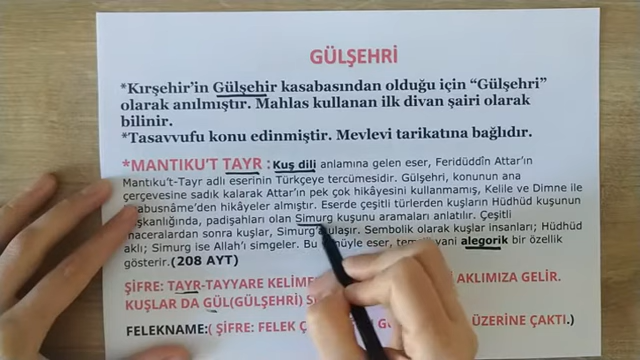 GÜLŞEHRİ
*Kırşehir'in Gülşehir kasabasından olduğu için “Gülşehri”
olarak anılmıştır. Mahlas kullanan ilk divan şairi olarak
bilinir.
*Tasavvufu konu edinmiştir. Mevlevi tarikatına bağlıdır.
*MANTIKU'T TAYR : Kuş dili anlamına gelen eser, Feridüddîn Attar'ın
Mantıku't-Tayr adlı eserinin Türkçeye tercümesidir. Gülşehri, konunun ana
çerçevesine sadık kalarak Attar'ın pek çok hikâyesini kullanmamış, Kelile ve Dimne ile
abusnâme'den hikâyeler almıştır. Eserde çeşitli türlerden kuşların Hüdhüd kuşunun
şkanlığında, padişahları olan Simurg kuşunu aramaları anlatılır. Çeşitli
naceralardan sonra kuşlar, Simurg'a ulaşır. Sembolik olarak kuşlar insanları; Hüdhüd
aklı; Simurg ise Allah'ı simgeler. Bu müyle eser, yani alegorik bir özellik
gösterir.(208 AYT)
ŞİFRE: TAYR-TAYYARE KELİME AKLIMIZA GELİR.
KUŞLAR DA GÜL(GÜLŞEHRİ)
FELEKNAME:( ŞİFRE: FELEK Ç ÜZERİNE ÇAKTI.)